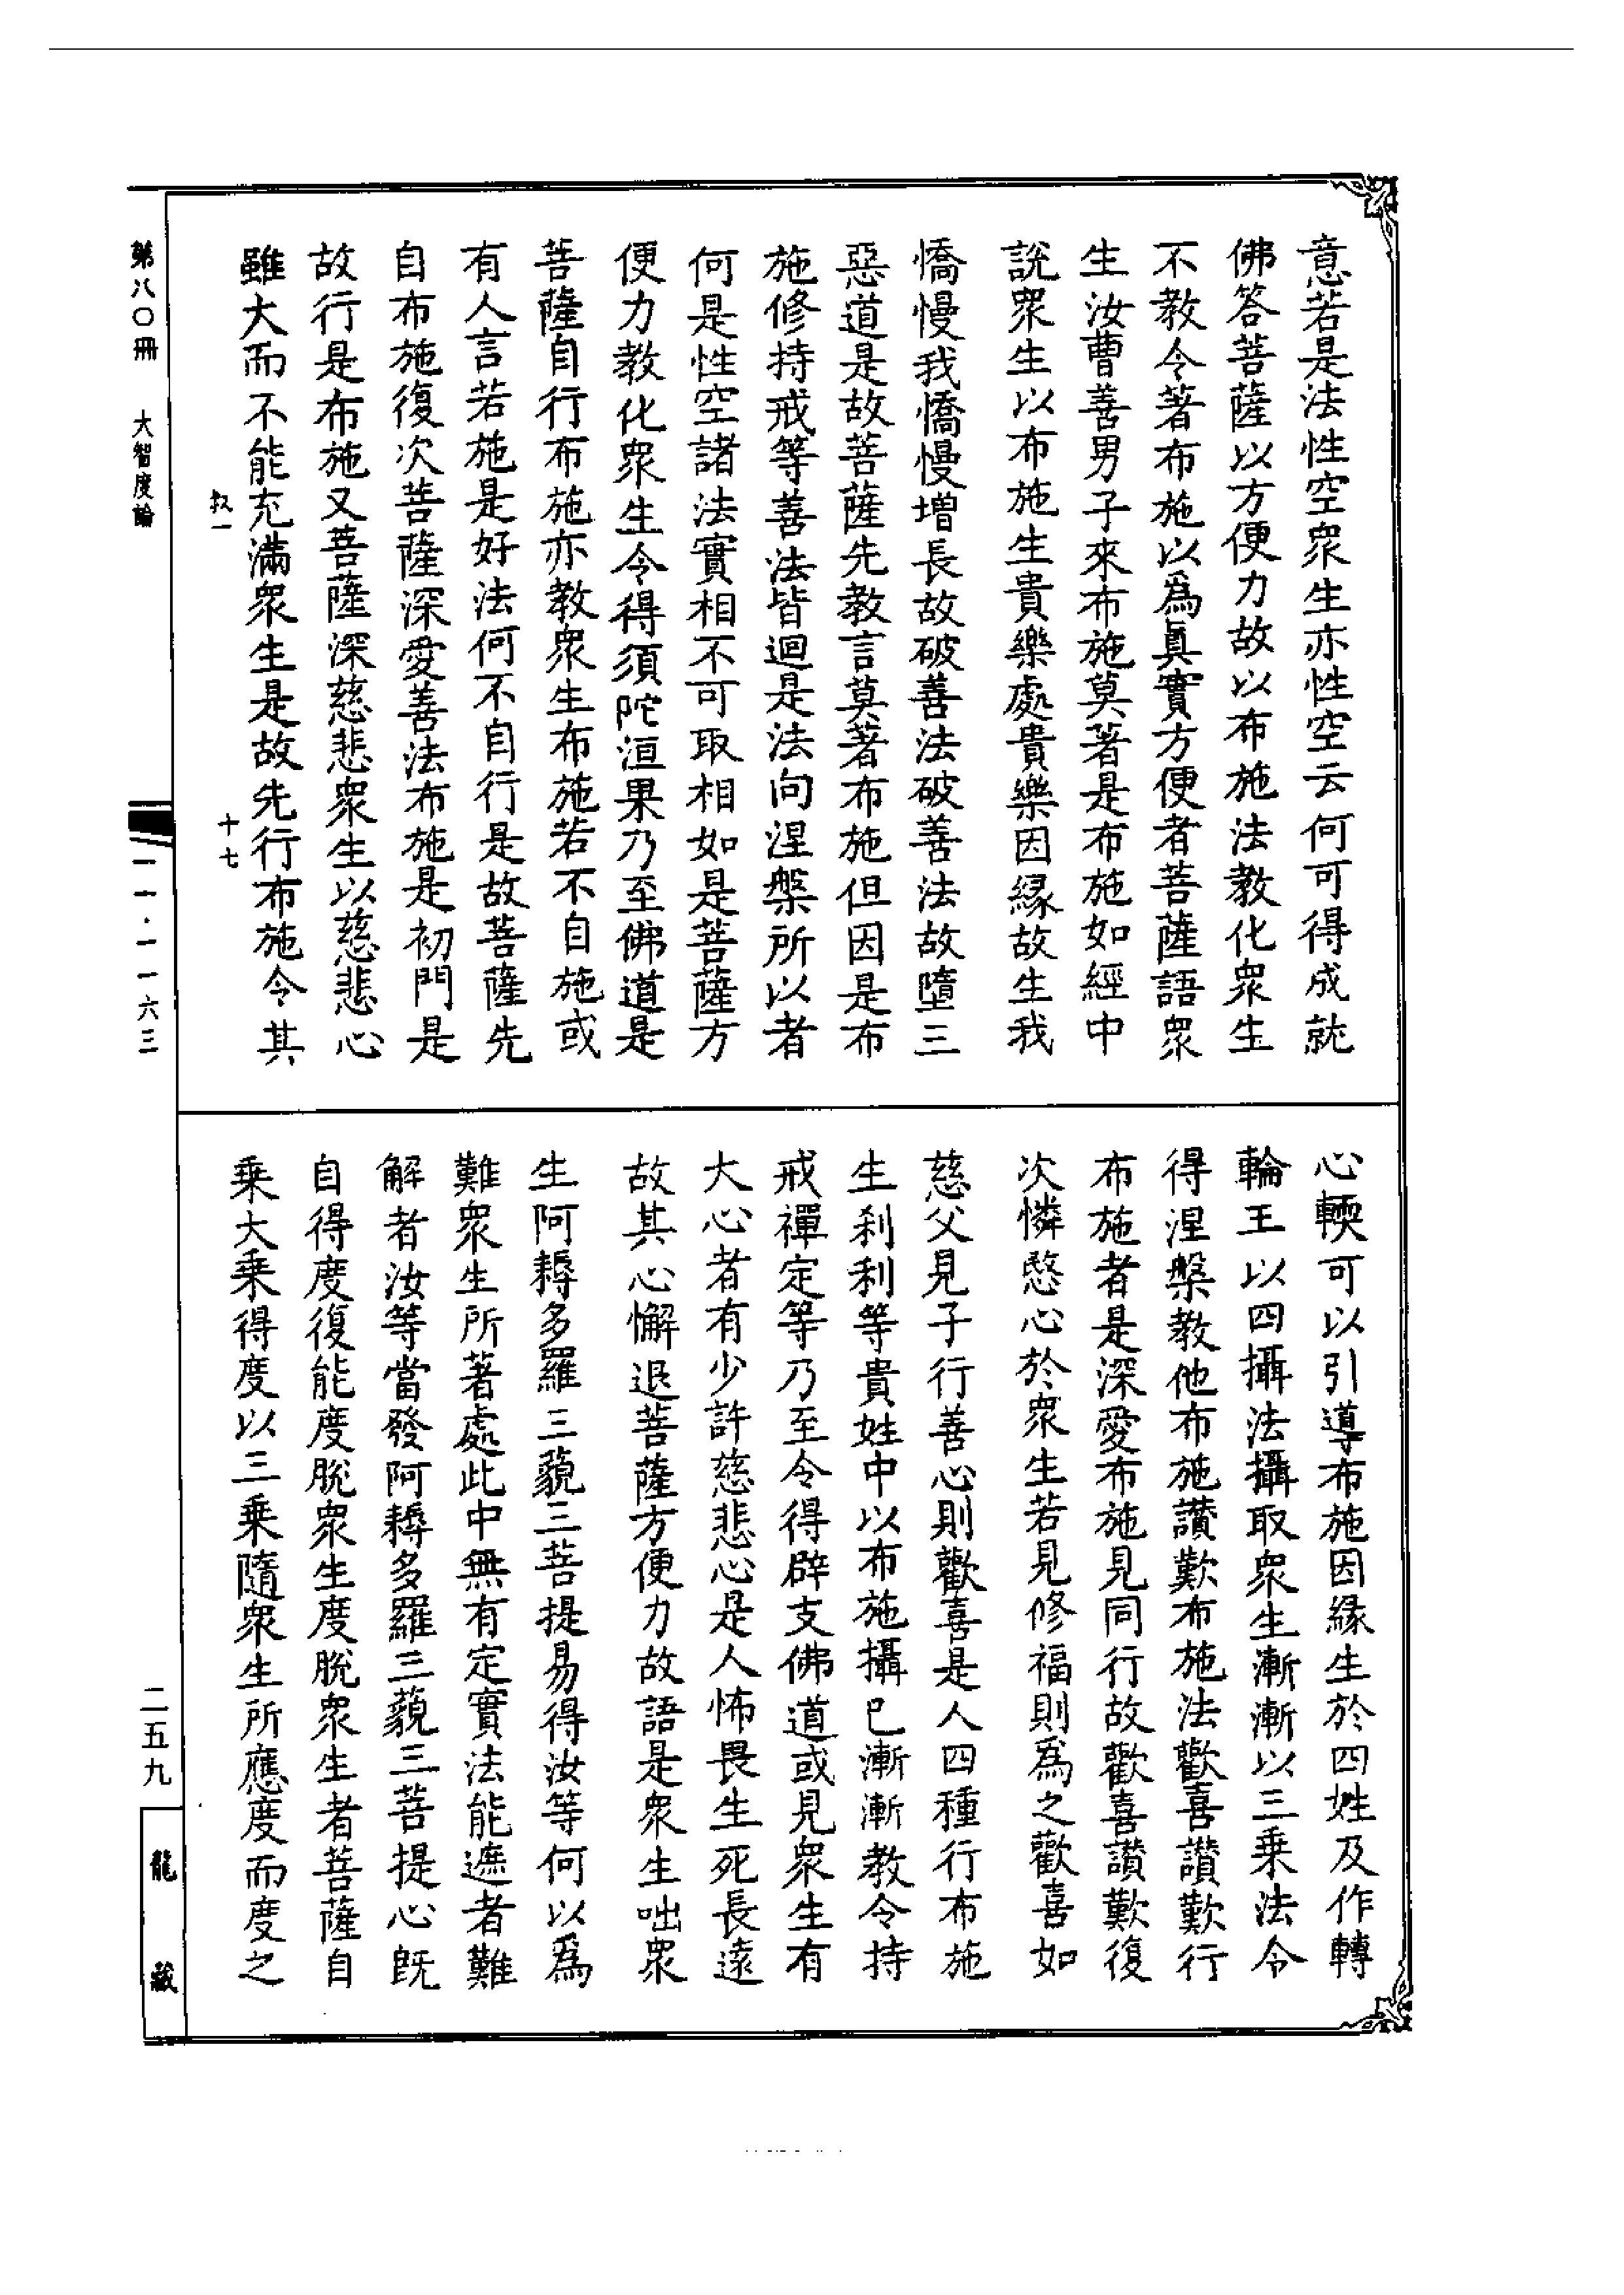 意若是法性空衆生亦性空云何可得成就
佛答菩薩以方便力故以布施法教化衆生
不教令著布施以爲眞實方便者菩薩語衆
生汝曹善男子來布施莫著是布施如經中
說衆生以布施生貴樂處貴樂因緣故生我
憍慢我憍慢增長故破善法破善法故墮三
惡道是故菩薩先教言莫著布施但因是布
施修持戒等善法皆迴是法向涅槃所以者
何是性空諸法實相不可取相如是菩薩方
便力教化衆生令得須陀洹果乃至佛道是
菩薩自行布施亦教衆生布施若不自施或
有人言若施是好法何不自行是故菩薩先
自布施復次菩薩深愛善法布施是初門是
故行是布施又菩薩深慈悲衆生以慈悲心
雖大而不能充滿衆生是故先行布施令其
心輭可以引導布施因緣生於四姓及作轉
輪王以四攝法攝取衆生漸漸以三乗法令
得涅槃教他布施讃歎布施法歡喜讃歎行
布施者是深愛布施見同行故歡喜讃歎復
次憐愍心於衆生若見修福則爲之歡喜如
慈父見子行善心則歡喜是人四種行布施
生刹利等貴姓中以布施攝已漸漸教令持
戒禪定等乃至令得辟支佛道或見衆生有
大心者有少許慈悲心是人怖畏生死長遠
故其心懈退菩薩方便力故語是衆生咄衆
生阿耨多羅三藐三菩提易得汝等何以爲
難衆生所著處此中無有定實法能遮者難
解者汝等當發阿耨多羅三藐三菩提心既
自得度復能度脫衆生度脫衆生者菩薩自
乗大乗得度以三乗隨衆生所應度而度之
第八〇冊 大智度論
一一·一一六三
二五九
龍藏
十七